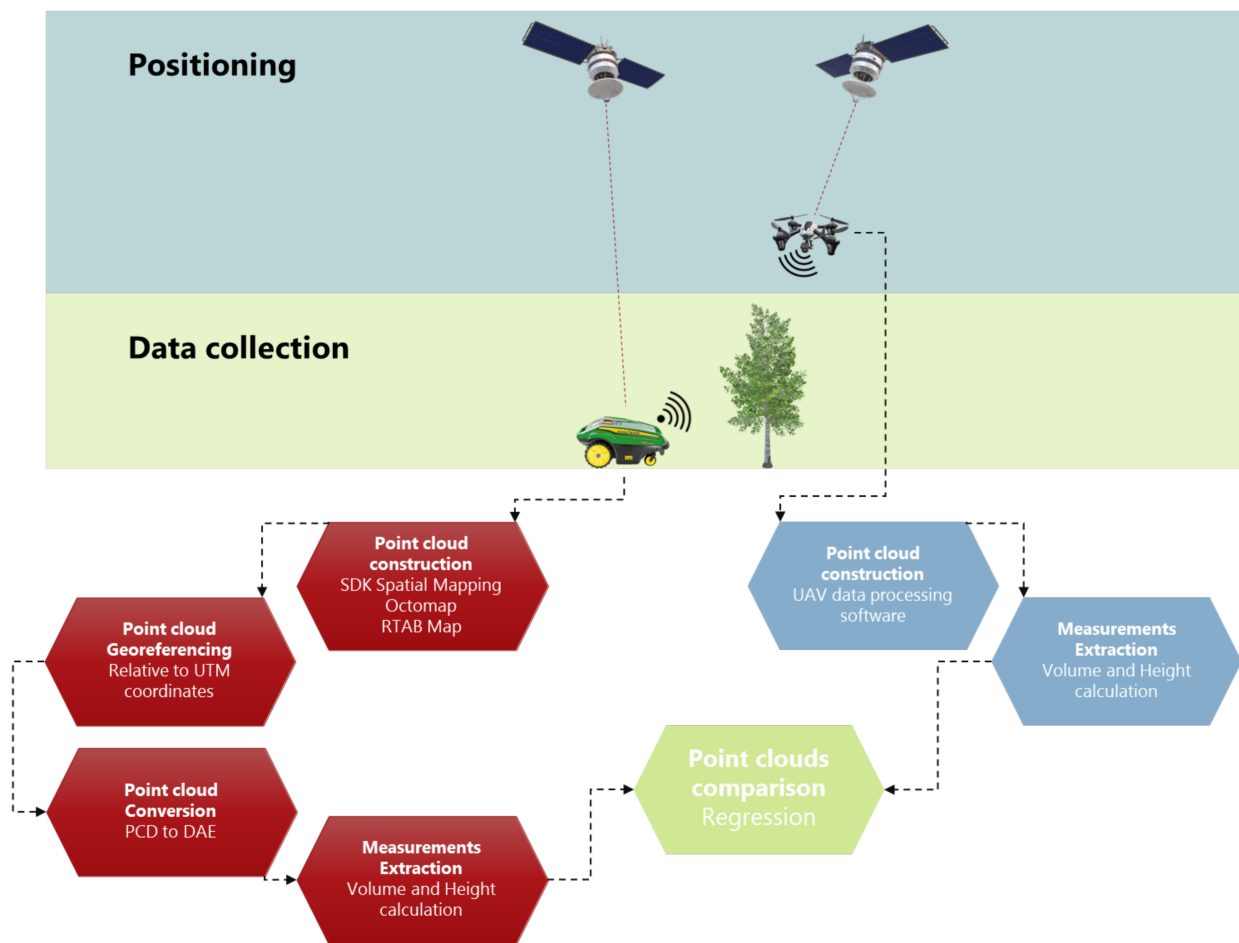 Positioning
Data collection
Point cloud
construction
SDK Spatial Mapping
Octomap
RTAB Map
Point cloud
construction
UAV data processing
software
Point cloud
Georeferencing
Relative to UTM
coordinates
Measurements
Extraction
Volume and Height
calculation
Point clouds
comparison
Regression
Point cloud
Conversion
PCD to DAE
Measurements
Extraction
Volume and Height
calculation